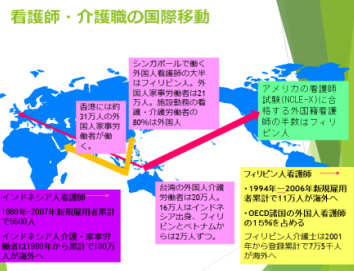 看護師・介護職の国際移動
シンガポールで働く
外国人看護師の大半
はフィリピン人。外国
人家事労働者は21
万人。施設勤務の看
護・介護労働者の
80%は外国人
香港には約
31万人の外
国人家事労
働者が働
く。
アメリカの看護師
試験(NCLE-X)に合
格する外国籍看護
師の半数はフィリピ
ン人
台湾の外国人介護
労働者は20万人。
16万人はインドネ
シア出身、フィリピ
ンとベトナムか
らは2万人ずつ。
インドネシア人看護師
1989年-2007年新規雇用者累計
で5500人
インドネシア人介護・家事労
働者は1989年から累計で130万
人が海外へ
フィリピン人看護師
・1994年―2006年新規雇用
者累計で11万人が海外へ
・OECD諸国の外国人看護師
の15%を占める
フィリピン人介護士は2001
年から登録累計で7万5千人
が海外へ